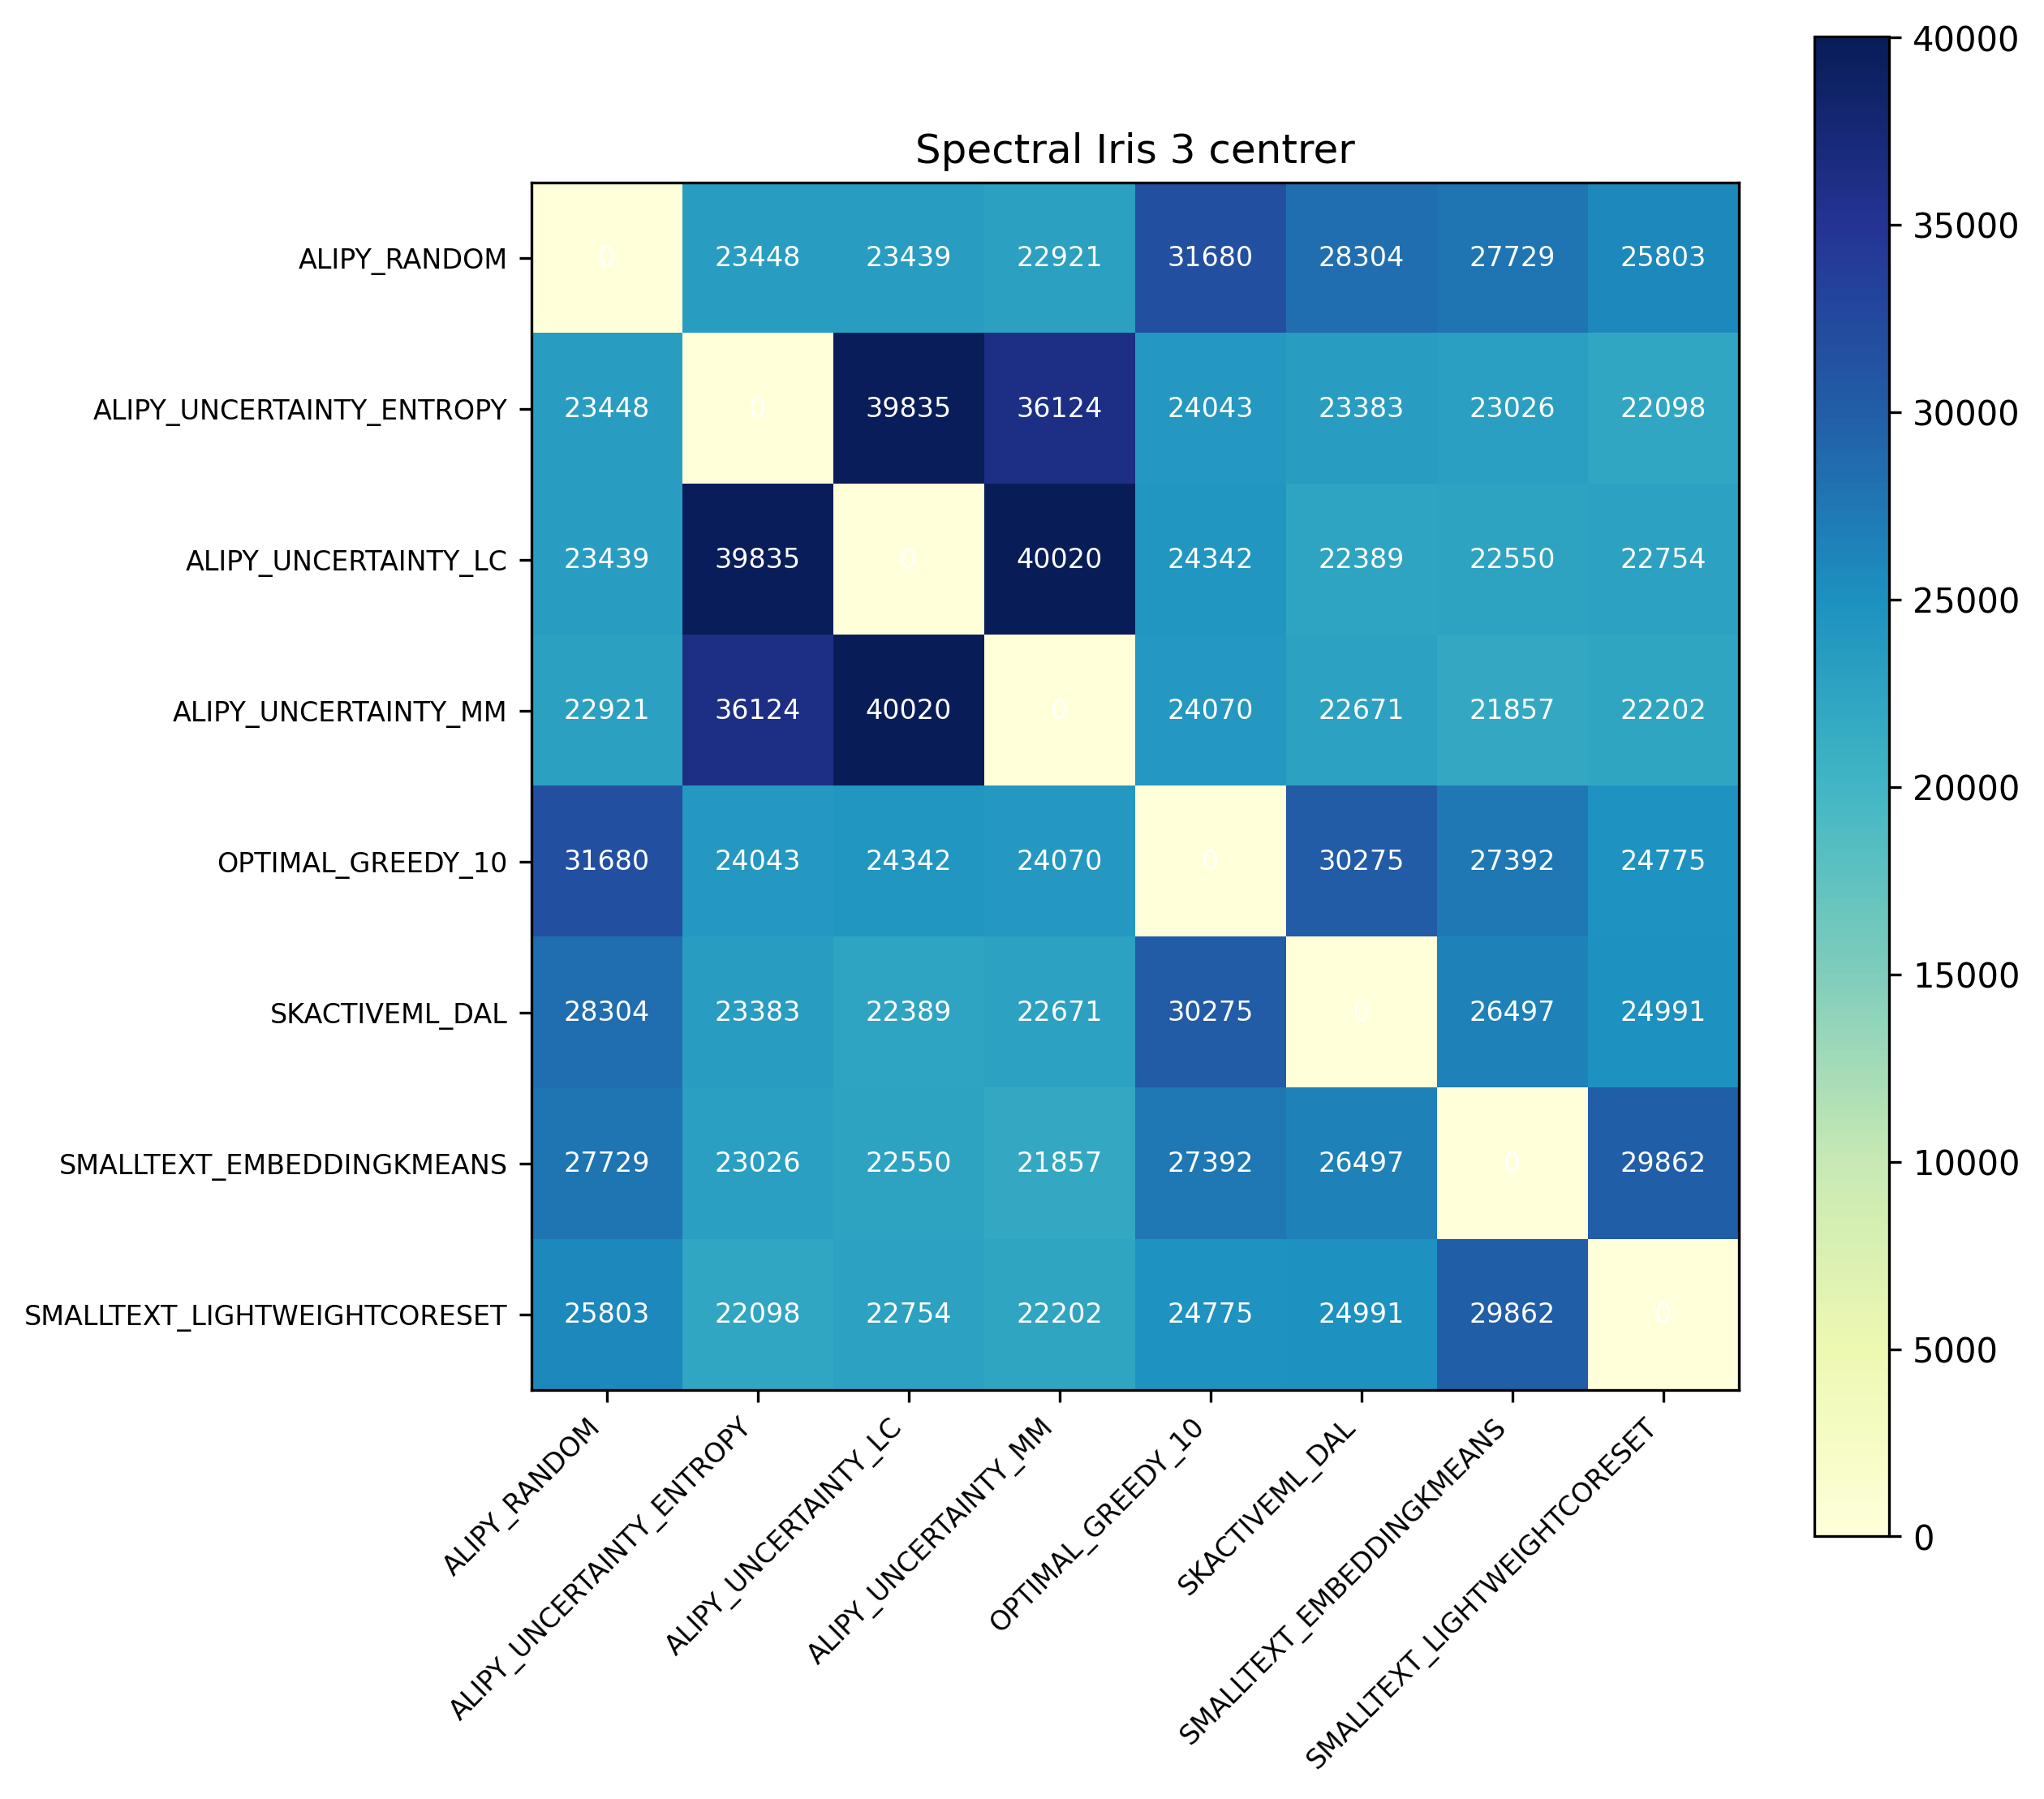 Spectral Iris 3 centrer
ALIPY_RANDOM 0 23448 23439 22921 31680 28304 27729 25803
ALIPY_UNCERTAINTY_ENTROPY 23448 0 39835 36124 24043 23383 23026 22098
ALIPY_UNCERTAINTY_LC 23439 39835 0 40020 24342 22389 22550 22754
ALIPY_UNCERTAINTY_MM 22921 36124 40020 0 24070 22671 21857 22202
OPTIMAL_GREEDY_10 31680 24043 24342 24070 0 30275 27392 24775
SKACTIVEML_DAL 28304 23383 22389 22671 30275 0 26497 24991
SMALLTEXT_EMBEDDINGKMEANS 27729 23026 22550 21857 27392 26497 0 29862
SMALLTEXT_LIGHTWEIGHTCORESET 25803 22098 22754 22202 24775 24991 29862 0
ALIPY_RANDOM
ALIPY_UNCERTAINTY_ENTROPY
ALIPY_UNCERTAINTY_LC
ALIPY_UNCERTAINTY_MM
OPTIMAL_GREEDY_10
SKACTIVEML_DAL
SMALLTEXT_EMBEDDINGKMEANS
SMALLTEXT_LIGHTWEIGHTCORESET
40000
35000
30000
25000
20000
15000
10000
5000
0